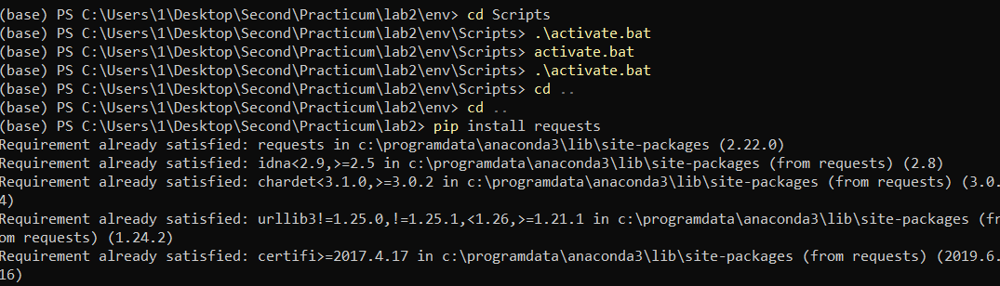 (base) PS C:\Users\1\Desktop\Second\Practicum\lab2\env> cd Scripts
(base) PS C:\Users\1\Desktop\Second\Practicum\lab2\env\Scripts> .\activate.bat
(base) PS C:\Users\1\Desktop\Second\Practicum\lab2\env\Scripts> activate.bat
(base) PS C:\Users\1\Desktop\Second\Practicum\lab2\env\Scripts> .\activate.bat
(base) PS C:\Users\1\Desktop\Second\Practicum\lab2\env\Scripts> cd ..
(base) PS C:\Users\1\Desktop\Second\Practicum\lab2\env> cd ..
(base) PS C:\Users\1\Desktop\Second\Practicum\lab2> pip install requests
Requirement already satisfied: requests in c:\programdata\anaconda3\lib\site-packages (2.22.0)
Requirement already satisfied: idna<2.9,>=2.5 in c:\programdata\anaconda3\lib\site-packages (from requests) (2.8)
Requirement already satisfied: chardet<3.1.0,>=3.0.2 in c:\programdata\anaconda3\lib\site-packages (from requests) (3.0.
4)
Requirement already satisfied: urllib3!=1.25.0,!=1.25.1,<1.26,>=1.21.1 in c:\programdata\anaconda3\lib\site-packages (fr
om requests) (1.24.2)
Requirement already satisfied: certifi>=2017.4.17 in c:\programdata\anaconda3\lib\site-packages (from requests) (2019.6.
16)